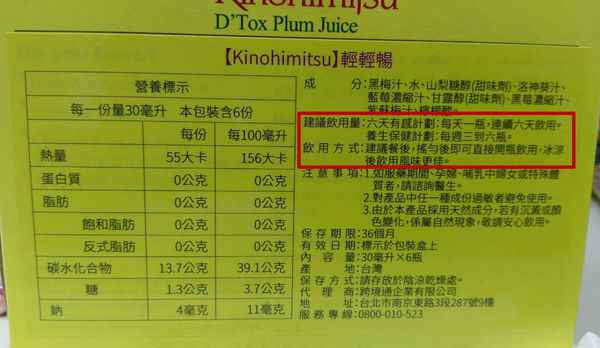 Kinohimitsu
D'Tox Plum Juice
【Kinohimitsu】輕輕暢
營養標示
每一份量30毫升 本包裝含6份
每份 每100毫升
熱量 55大卡 156大卡
蛋白質 0公克 0公克
脂肪 0公克 0公克
飽和脂肪 0公克 0公克
反式脂肪 0公克 0公克
碳水化合物 13.7公克 39.1公克
糖 1.3公克 3.7公克
鈉 4毫克 11毫克
成 分:黑梅汁、水、山梨糖醇(甜味劑)、洛神葵汁、
藍莓濃縮汁、甘露醇(甜味劑)、黑莓濃縮汁、
紫蘇梅汁、檸檬酸。
建議飲用量:六天有感計劃:每天一瓶,連續六天飲用。
養生保健計劃:每週三到六瓶。
飲用方式:建議餐後,搖勻後即可直接開瓶飲用,冰涼
後飲用風味更佳。
注意事項:1.如服藥期間、孕婦、哺乳中婦女或特殊體
質者,請諮詢醫生。
2.對產品中任一種成份過敏者避免使用。
3.由於本產品採用天然成分,若有沉澱或顏
色變化,係屬自然現象,敬請安心飲用。
保存期限:36個月
有效日期:標示於包裝盒上
內 容 量:30毫升×6瓶
產 地:台灣
保存方式:請存放於陰涼乾燥處。
代 理 商:跨境通企業有限公司
地 址:台北市南京東路3段287號9樓
服務專線:0800-010-523